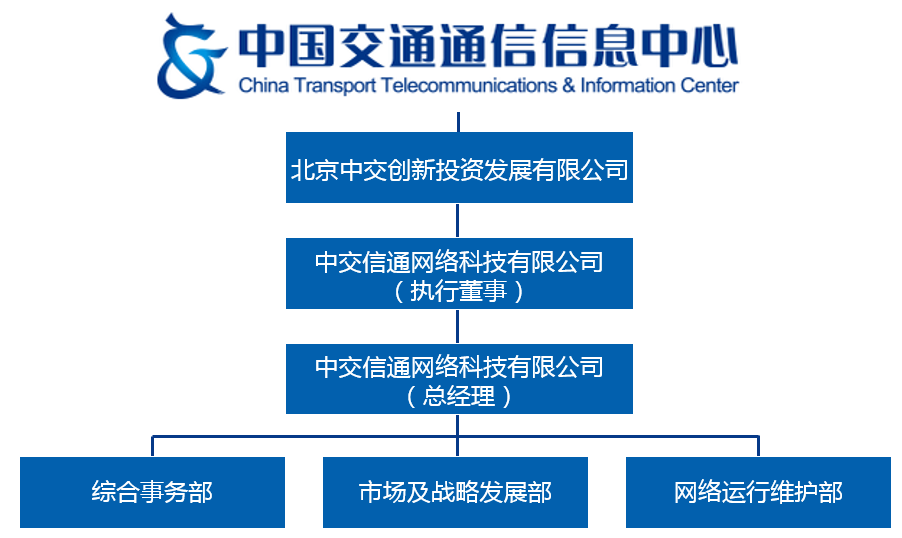 中国交通通信信息中心
China Transport Telecommunications & Information Center
北京中交创新投资发展有限公司
中交信通网络科技有限公司
（执行董事）
中交信通网络科技有限公司
（总经理）
综合事务部
市场及战略发展部
网络运行维护部